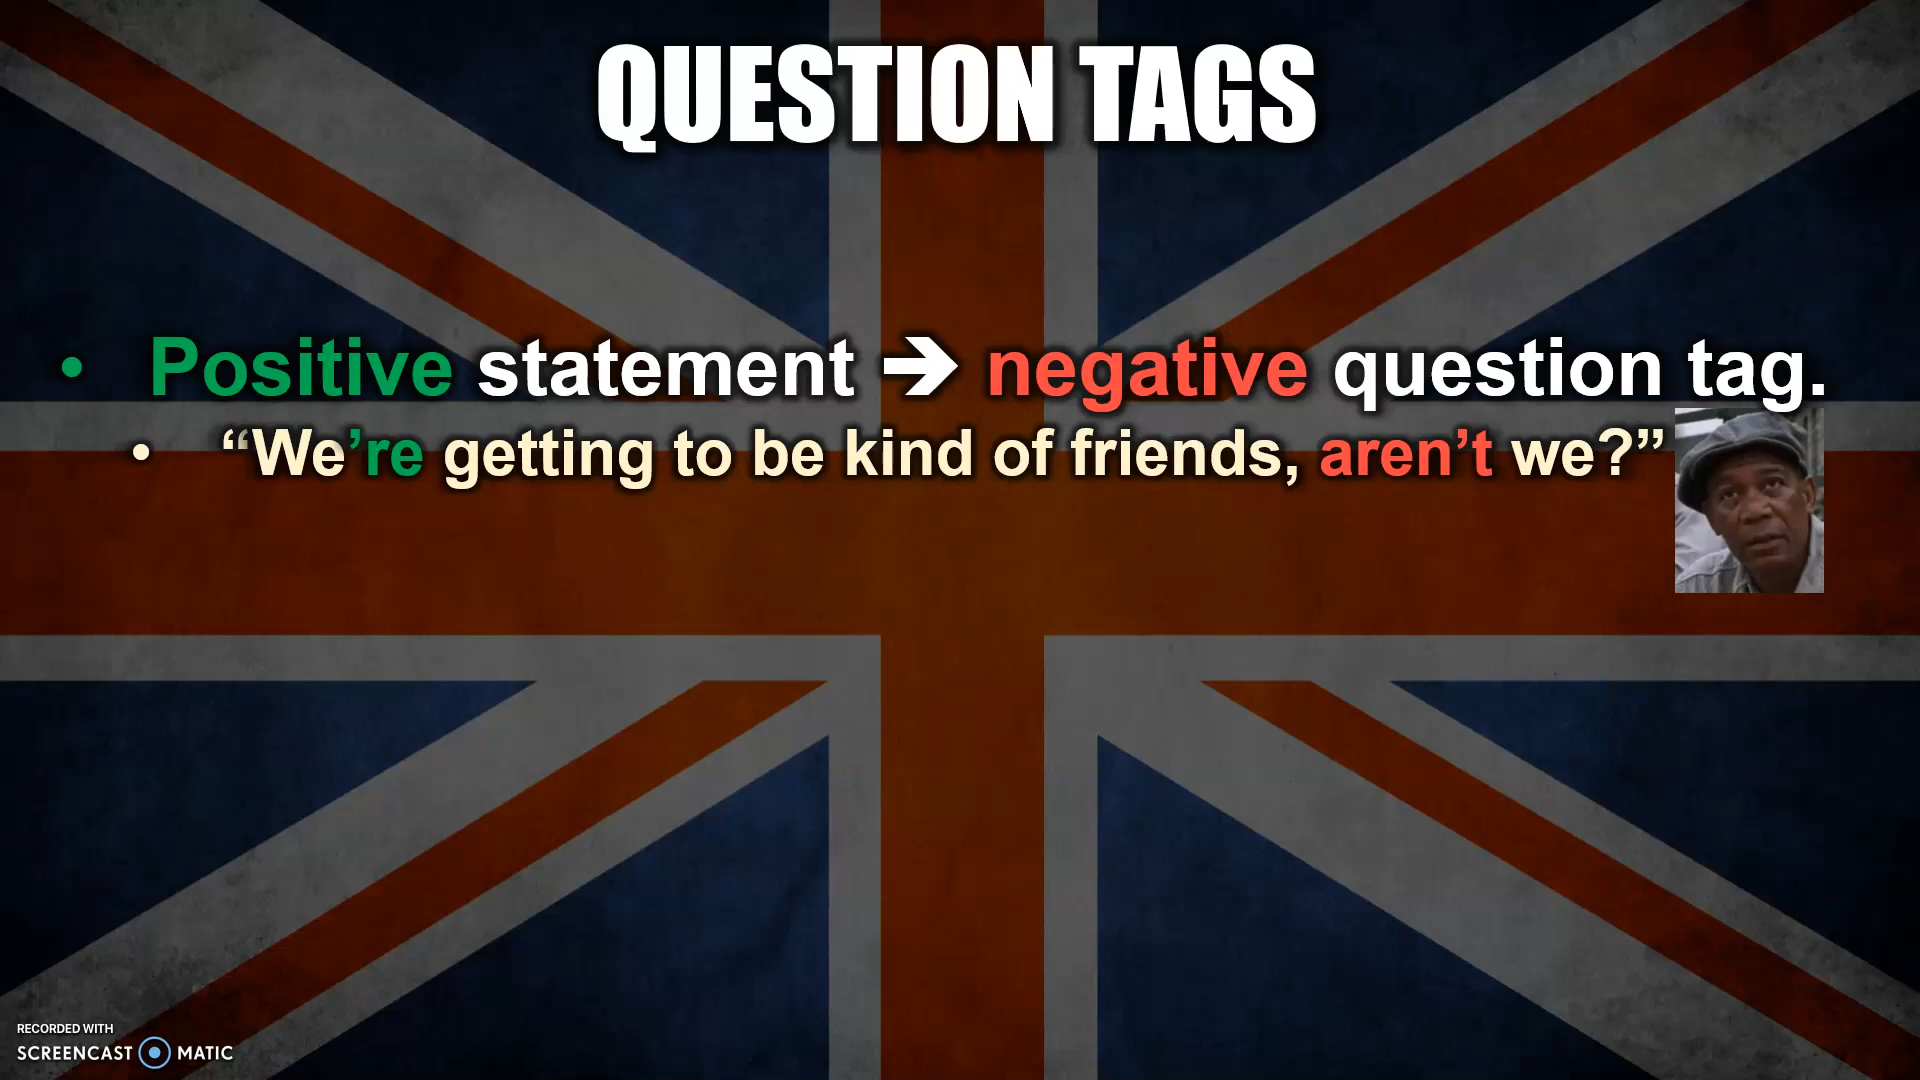 QUESTION TAGS
• Positive statement ➔ negative question tag.
• “We’re getting to be kind of friends, aren’t we?”
RECORDED WITH
SCREENCAST MATIC